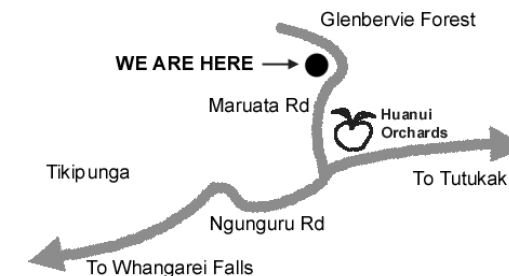 Glenbervie Forest
WE ARE HERE
Maruata Rd
Huanui
Orchards
Tikipunga
To Tutukak
Ngunguru Rd
To Whangarei Falls